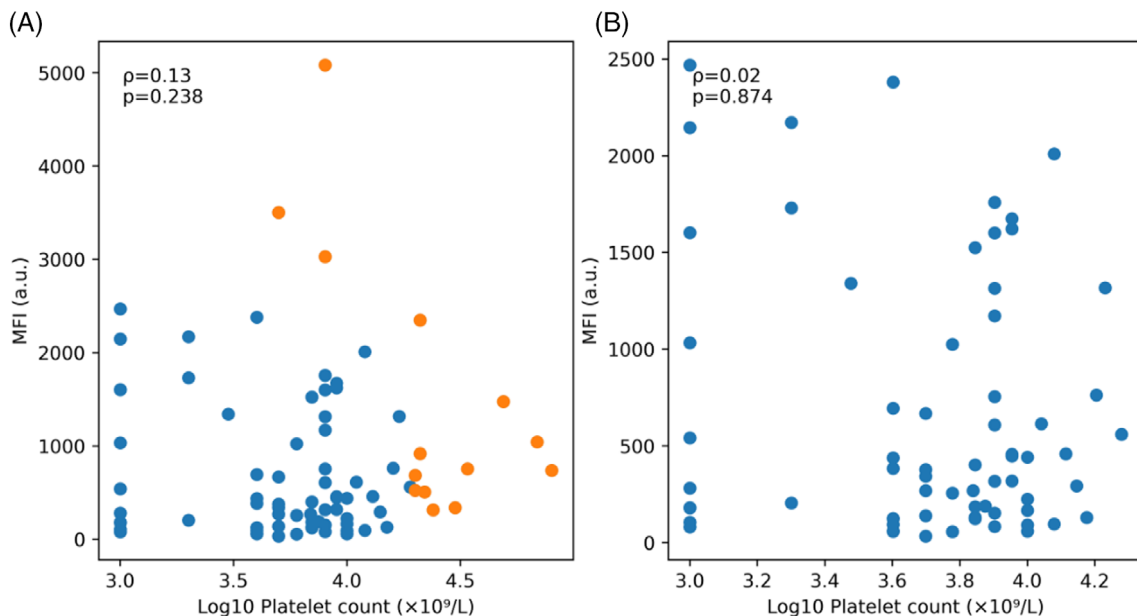 (A)
ρ=0.13
p=0.238
5000
4000
3000
2000
1000
0
MFI (a.u.)
3.0 3.5 4.0 4.5
Log10 Platelet count (×10⁹/L)
(B)
ρ=0.02
p=0.874
2500
2000
1500
1000
500
0
MFI (a.u.)
3.0 3.2 3.4 3.6 3.8 4.0 4.2
Log10 Platelet count (×10⁹/L)